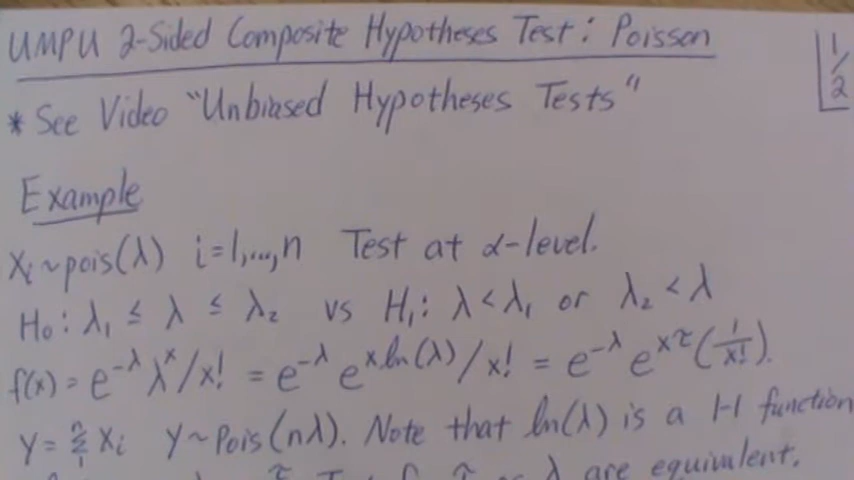 UMPU 2-Sided Composite Hypotheses Test: Poisson
1/2
* See Video "Unbiased Hypotheses Tests"
Example
Xi ~ pois(λ) i=1,...,n Test at α-level.
H₀: λ₁ ≤ λ ≤ λ₂ vs H₁: λ < λ₁ or λ₂ < λ
f(x) = e^{-λ} λ^x / x! = e^{-λ} e^{x ln(λ)} / x! = e^{-λ} e^{xτ} (1/x!).
Y = Σ₁ⁿ Xi Y ~ Pois(nλ). Note that ln(λ) is a 1-1 function
λ are equivalent.